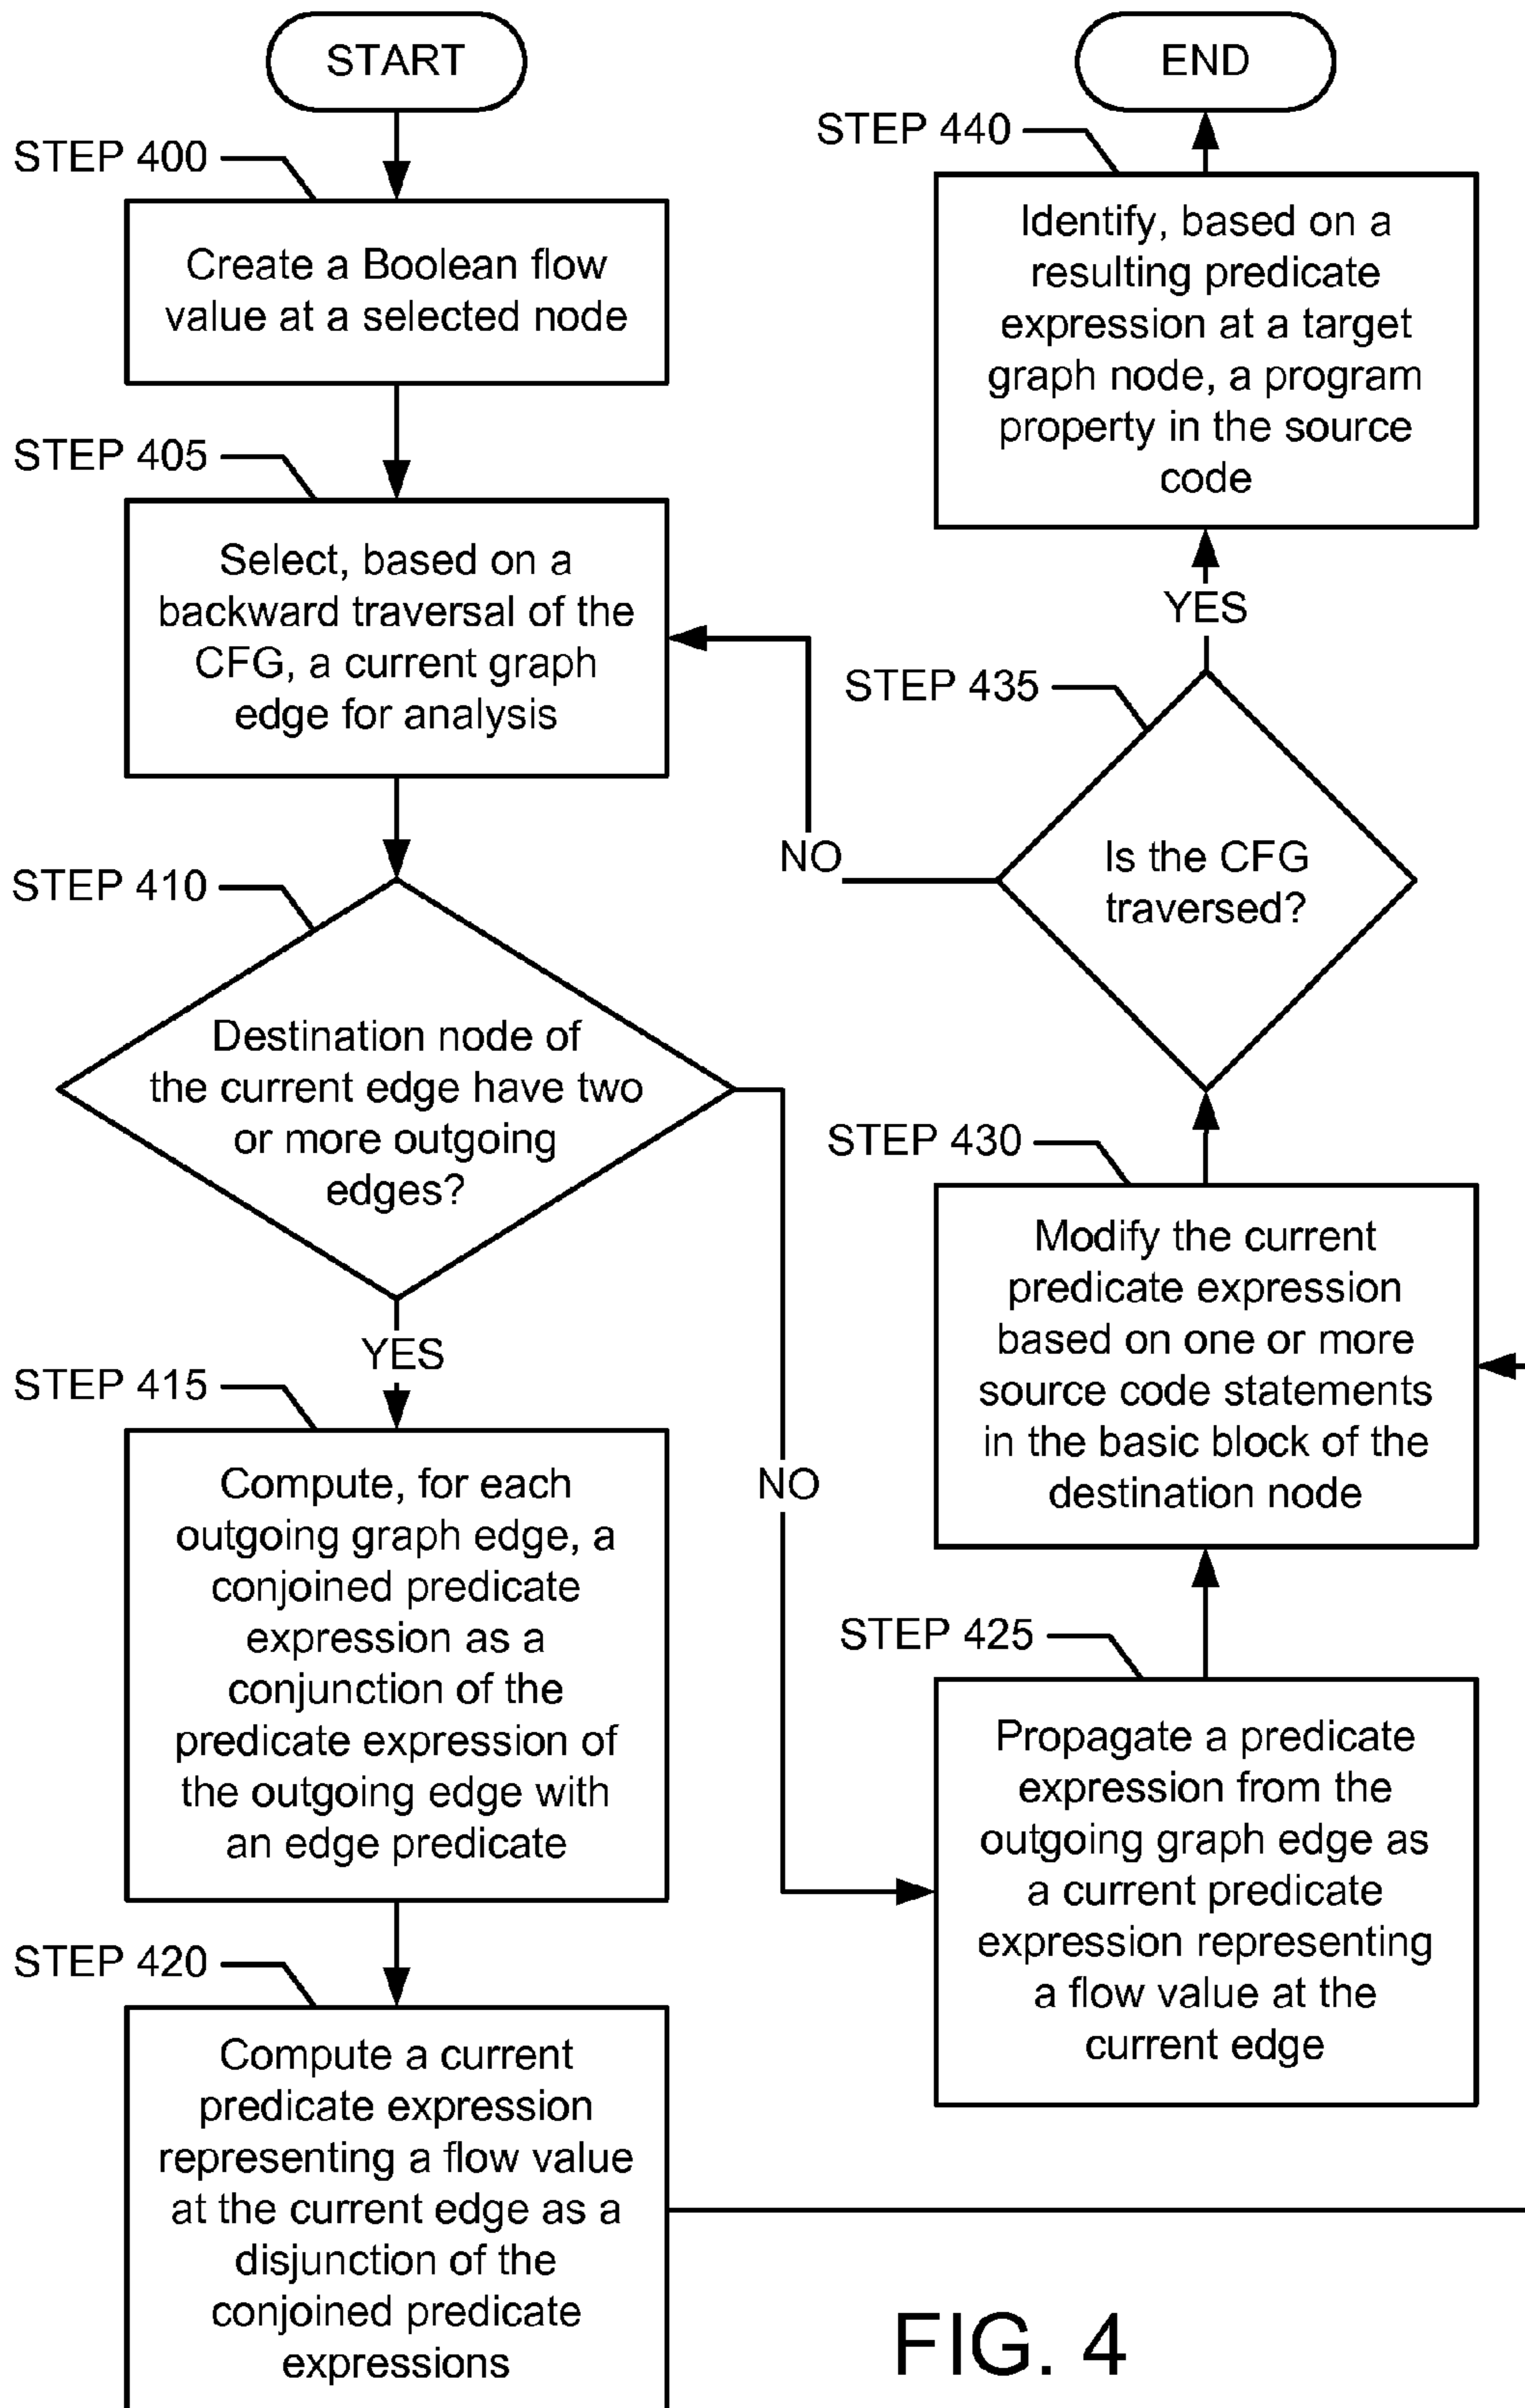 START
STEP 400
Create a Boolean flow
value at a selected node
STEP 405
Select, based on a
backward traversal of the
CFG, a current graph
edge for analysis
STEP 410
Destination node of
the current edge have two
or more outgoing
edges?
YES
NO
STEP 415
Compute, for each
outgoing graph edge, a
conjoined predicate
expression as a
conjunction of the
predicate expression of
the outgoing edge with
an edge predicate
STEP 420
Compute a current
predicate expression
representing a flow value
at the current edge as a
disjunction of the
conjoined predicate
expressions
END
STEP 440
Identify, based on a
resulting predicate
expression at a target
graph node, a program
property in the source
code
YES
STEP 435
NO
Is the CFG
traversed?
STEP 430
Modify the current
predicate expression
based on one or more
source code statements
in the basic block of the
destination node
STEP 425
Propagate a predicate
expression from the
outgoing graph edge as
a current predicate
expression representing
a flow value at the
current edge
FIG. 4